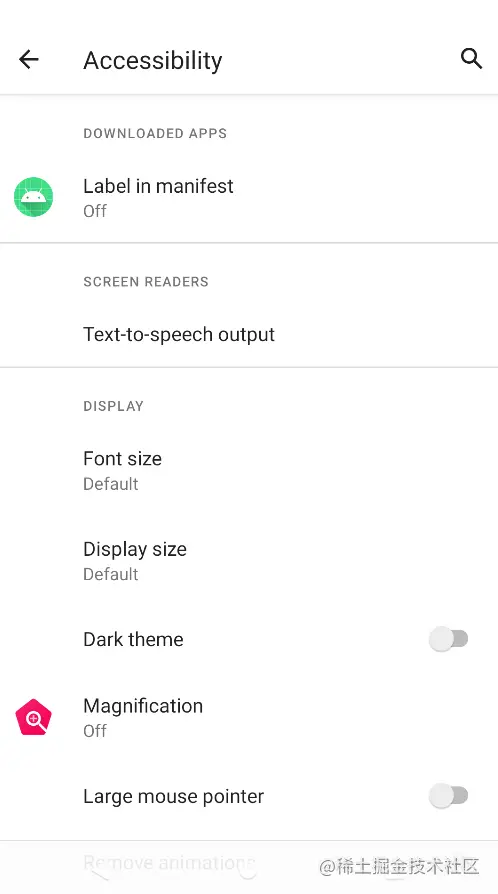 Accessibility
DOWNLOADED APPS
Label in manifest
Off
SCREEN READERS
Text-to-speech output
DISPLAY
Font size
Default
Display size
Default
Dark theme
Magnification
Off
Large mouse pointer
Remove animations
@稀土掘金技术社区